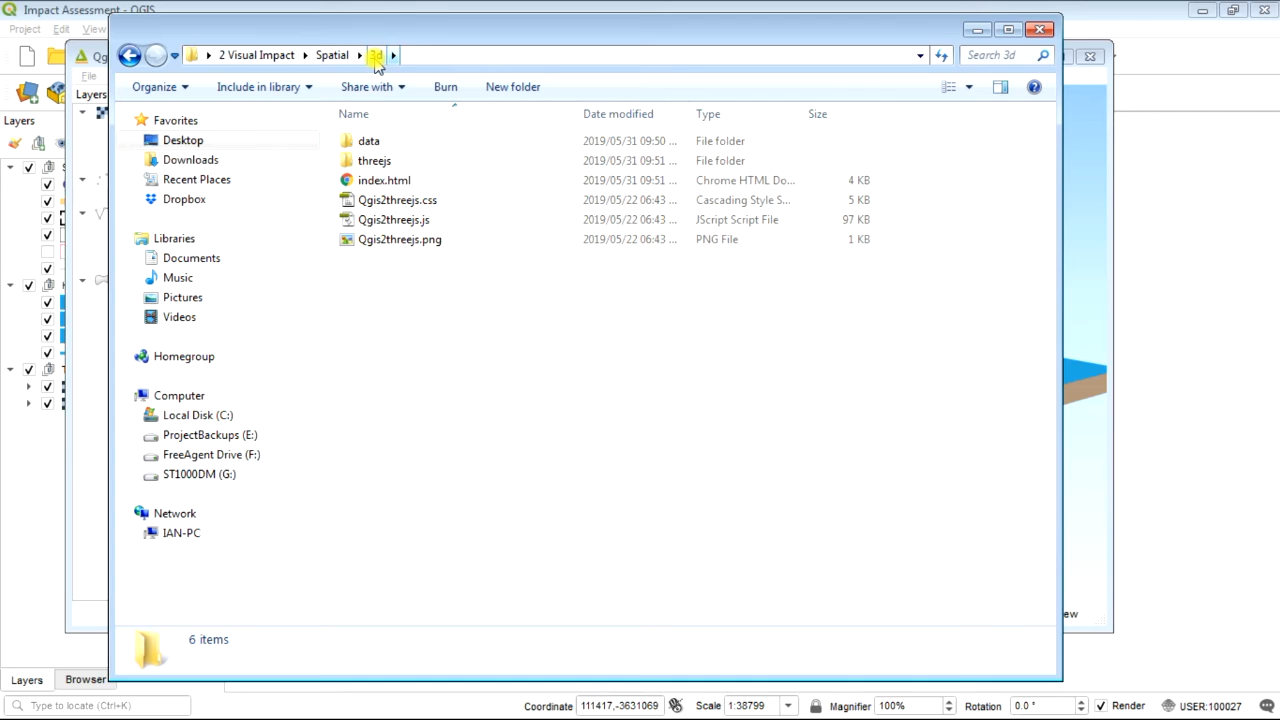 Impact Assessment - QGIS
Project Edit View
Qg
File
Layers
Layers
2 Visual Impact Spatial 3d
Search 3d
Organize Include in library Share with Burn New folder
Name Date modified Type Size
Favorites
Desktop
Downloads
Recent Places
Dropbox
Libraries
Documents
Music
Pictures
Videos
Homegroup
Computer
Local Disk (C:)
ProjectBackups (E:)
FreeAgent Drive (F:)
ST1000DM (G:)
Network
IAN-PC
data 2019/05/31 09:50 ... File folder
threejs 2019/05/31 09:51 ... File folder
index.html 2019/05/31 09:51 ... Chrome HTML Do... 4 KB
Qgis2threejs.css 2019/05/22 06:43 ... Cascading Style S... 5 KB
Qgis2threejs.js 2019/05/22 06:43 ... JScript Script File 97 KB
Qgis2threejs.png 2019/05/22 06:43 ... PNG File 1 KB
6 items
Layers Browser
Type to locate (Ctrl+K)
Coordinate 111417,-3631069 Scale 1:38799 Magnifier 100% Rotation 0.0 ° Render USER:100027